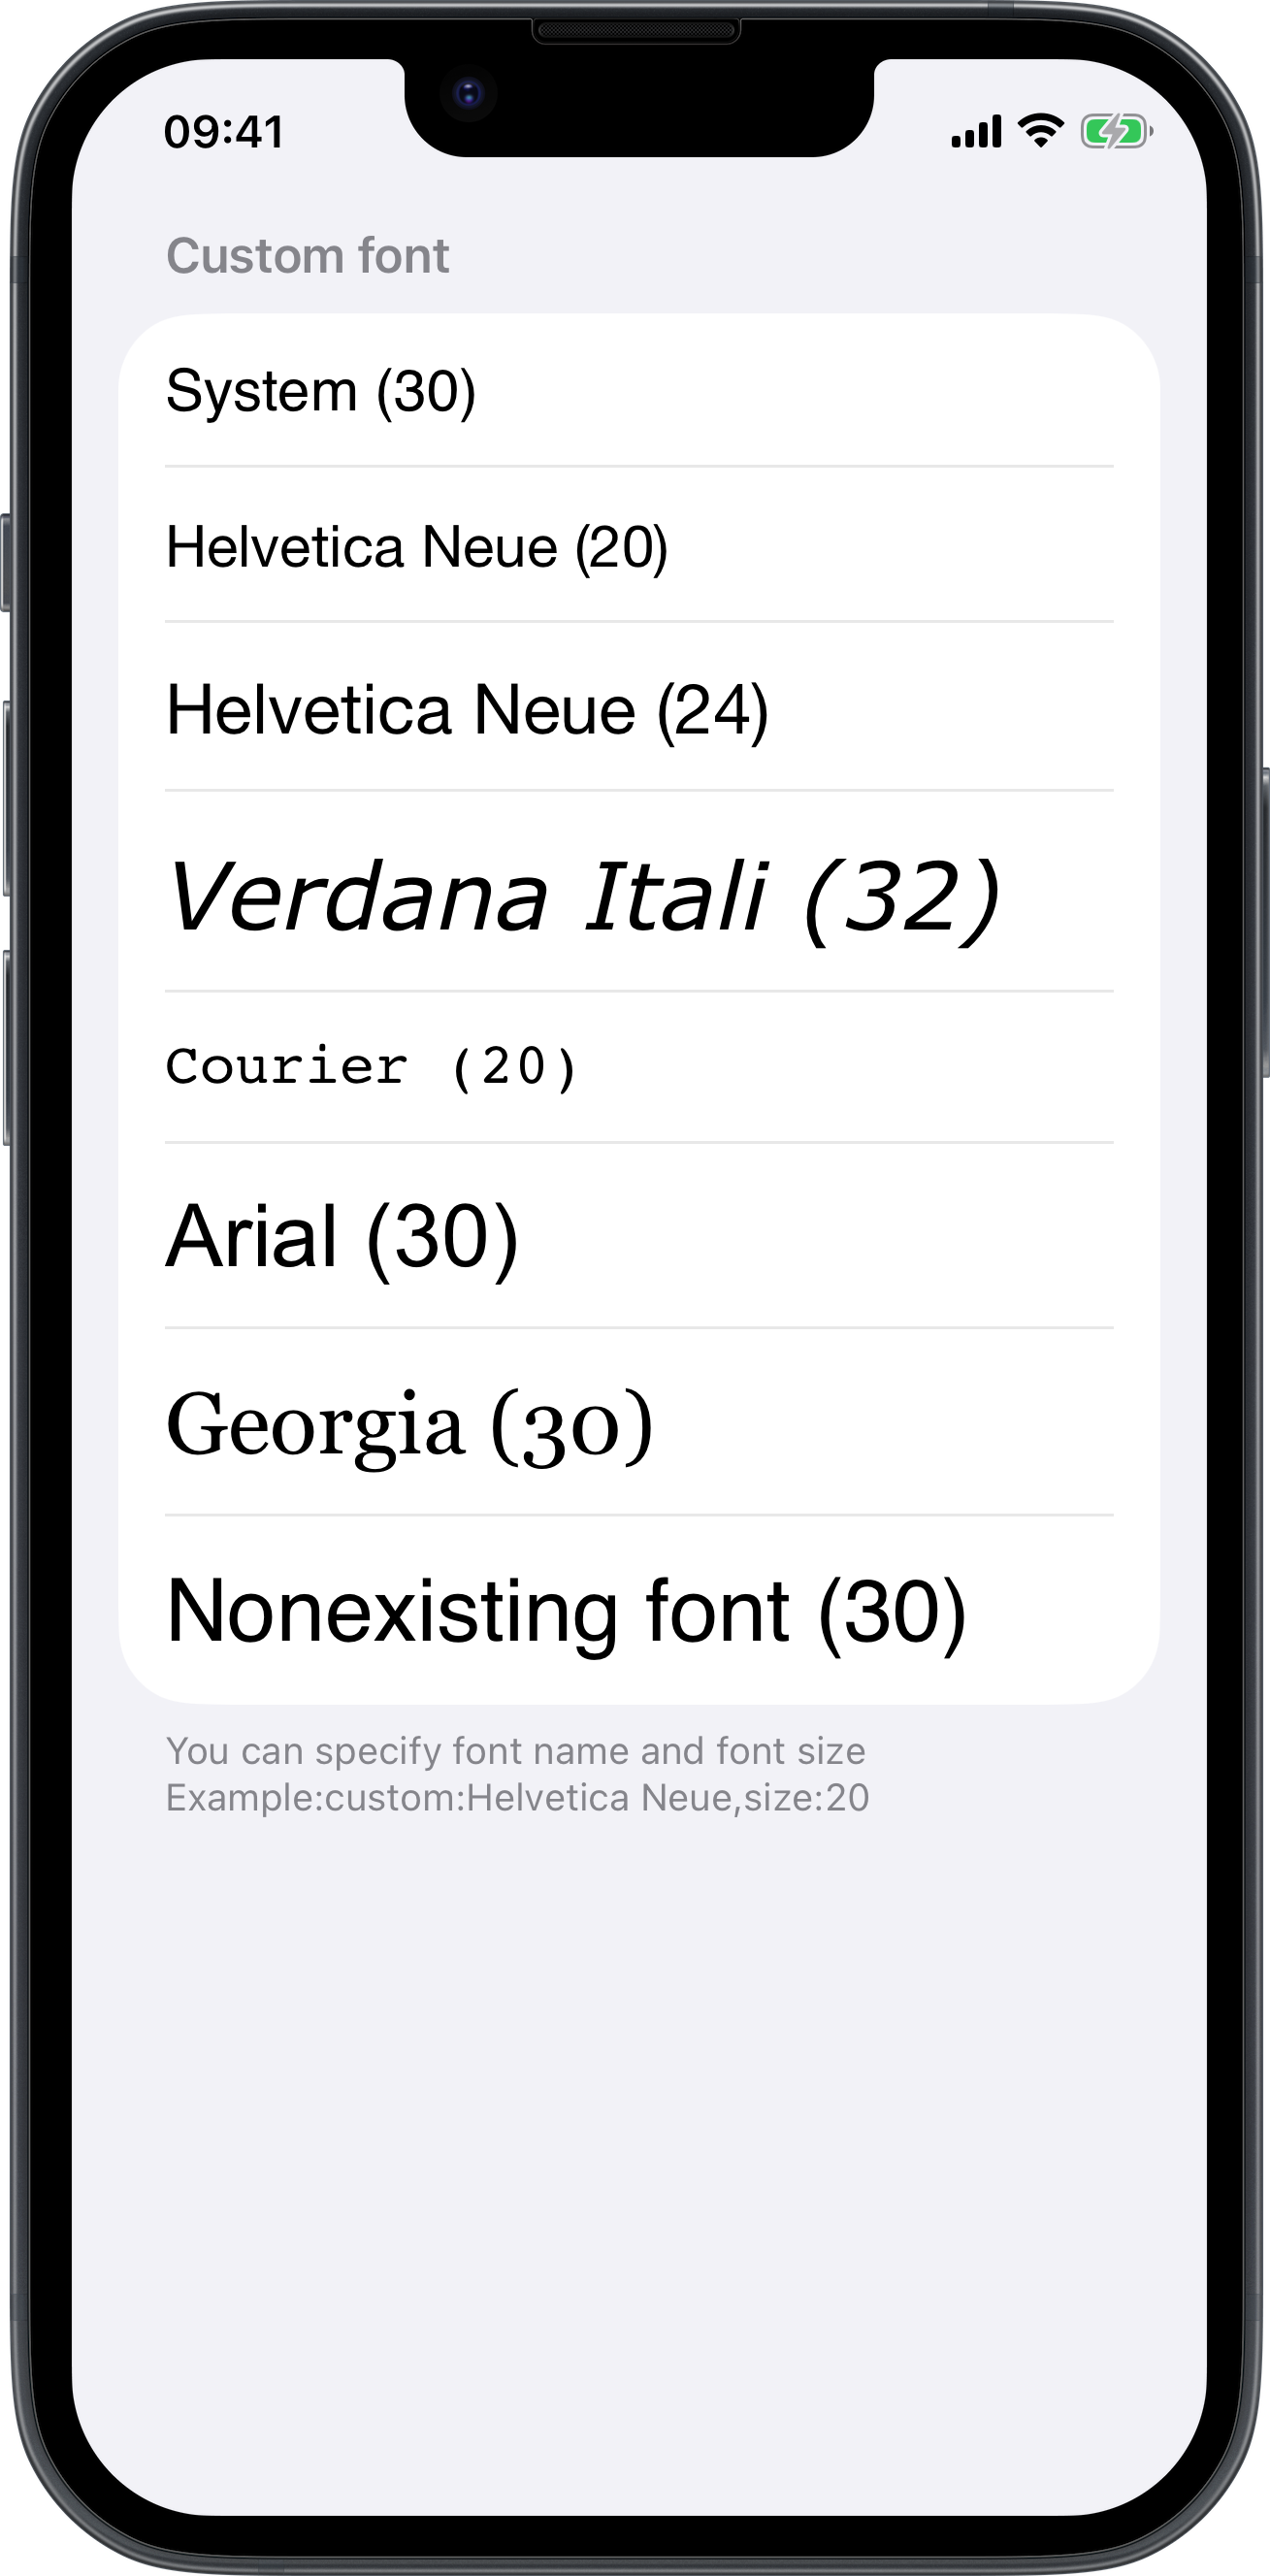 09:41
Custom font
System (30)
Helvetica Neue (20)
Helvetica Neue (24)
Verdana Itali (32)
Courier (20)
Arial (30)
Georgia (30)
Nonexisting font (30)
You can specify font name and font size
Example:custom:Helvetica Neue,size:20